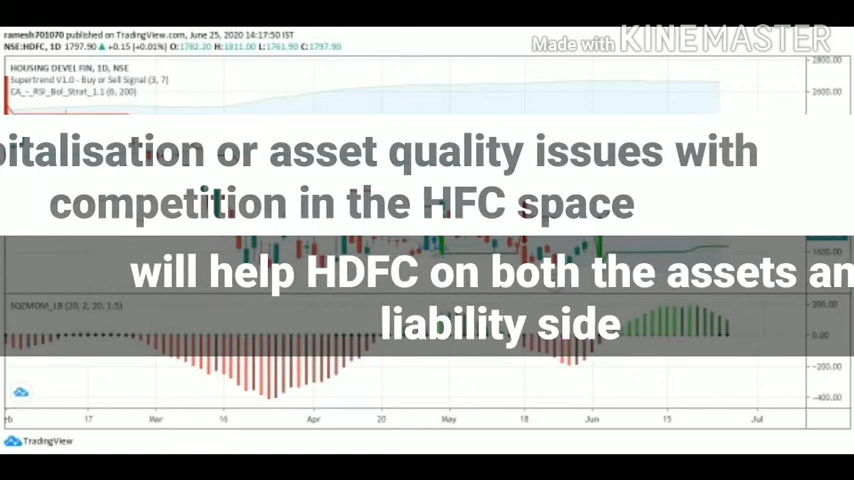 ramesh701070 published on TradingView.com, June 25, 2020 14:17:50 IST
NSE:HDFC, 1D 1797.90 ▲ +0.15 (+0.01%) O:1782.20 H:1811.00 L:1761.90 C:1797.90
Made with KINEMASTER
HOUSING DEVEL FIN, 1D, NSE
Supertrend V1.0 - Buy or Sell Signal (3, 7)
CA_-_RSI_Bol_Strat_1.1 (6, 200)
2800.00
2600.00
pitalisation or asset quality issues with
competition in the HFC space
1600.00
will help HDFC on both the assets an
liability side
SQZMOM_LB (20, 2, 20, 1.5)
200.00
0.00
-200.00
-400.00
eb 17 Mar 16 Apr 20 May 18 Jun 15 Jul
TradingView